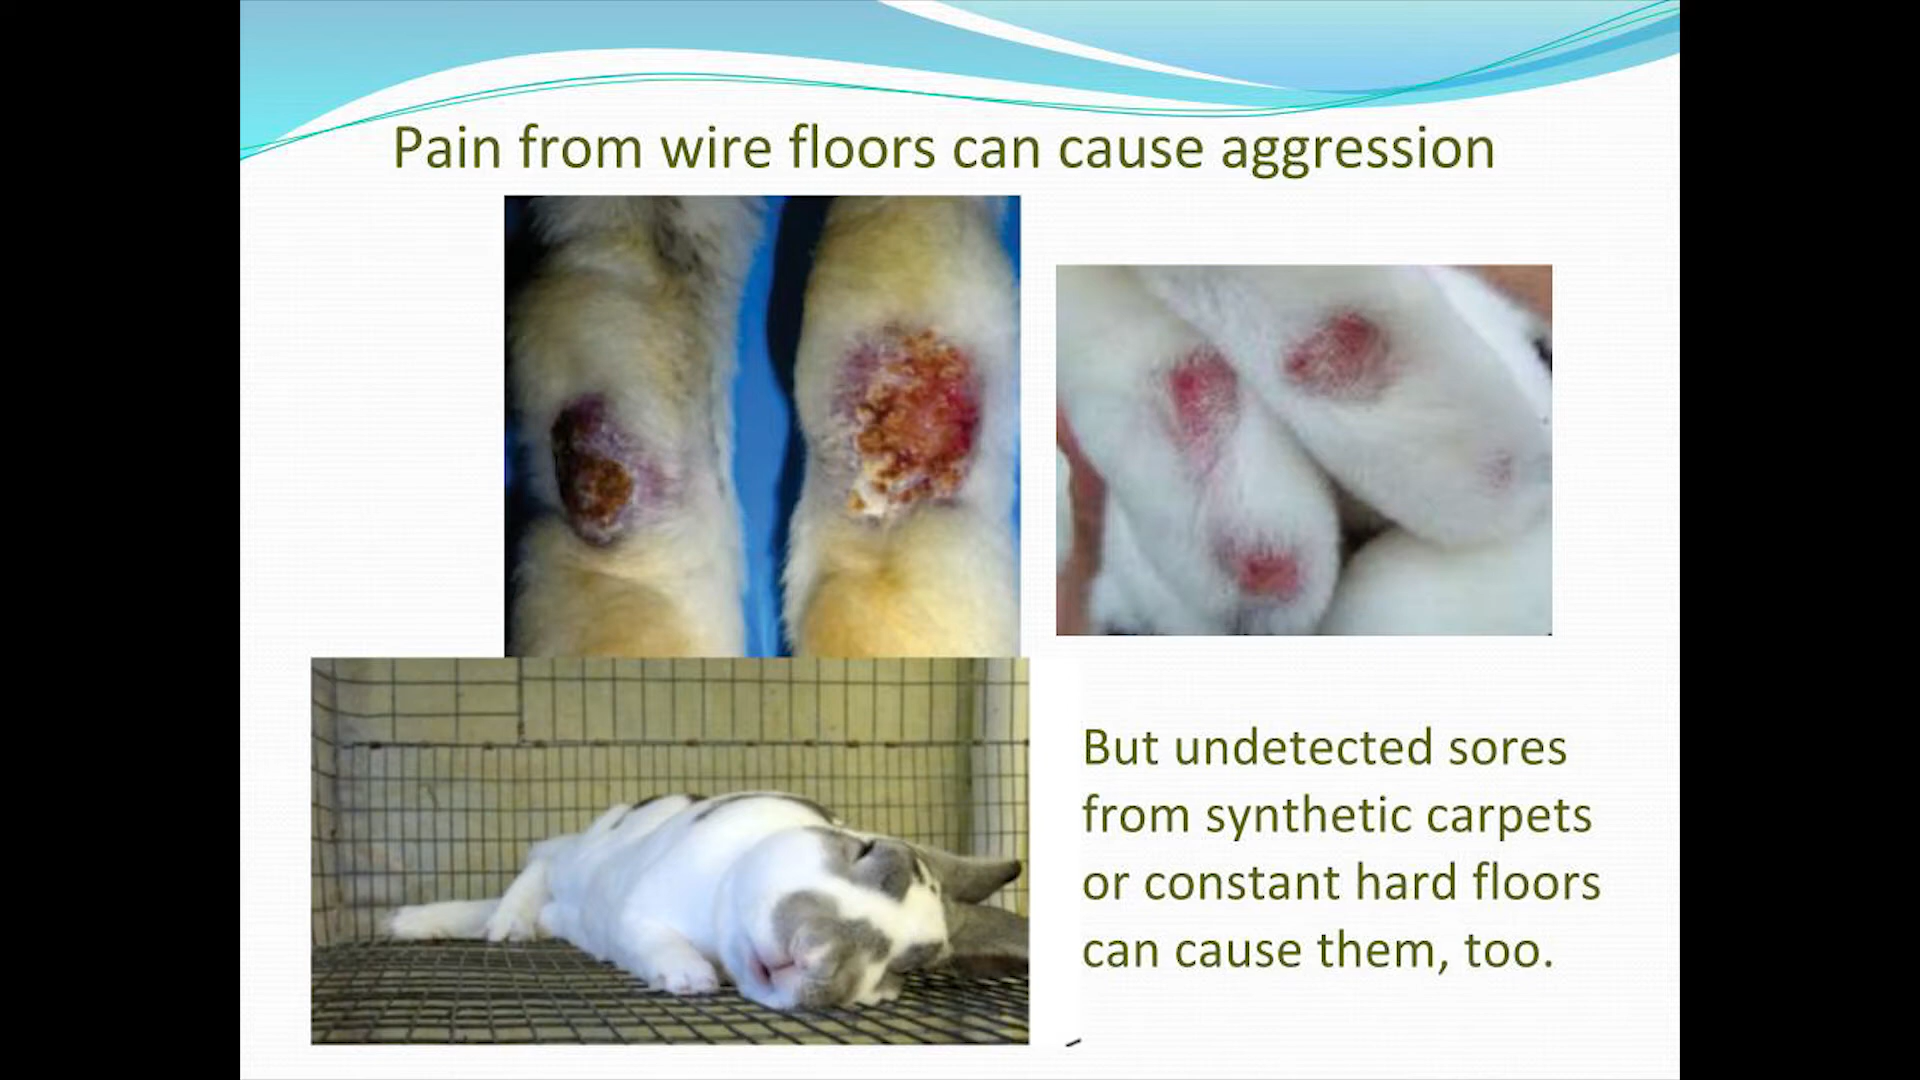 Pain from wire floors can cause aggression
But undetected sores
from synthetic carpets
or constant hard floors
can cause them, too.